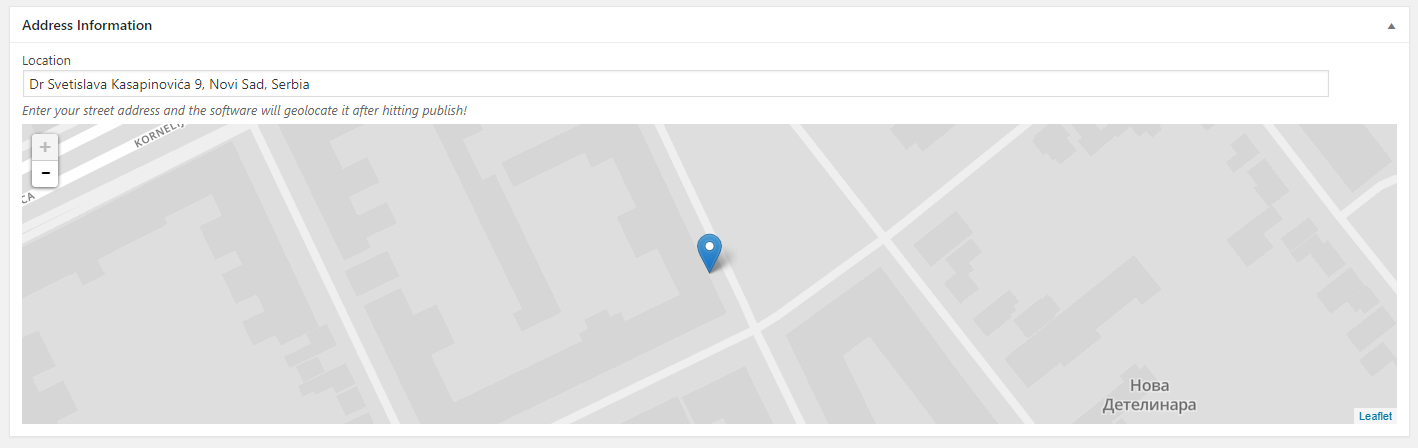 Address Information
Location
Dr Svetislava Kasapinovića 9, Novi Sad, Serbia
Enter your street address and the software will geolocate it after hitting publish!
KORNELIJ
+
-
CA
Нова
Детелинара
Leaflet